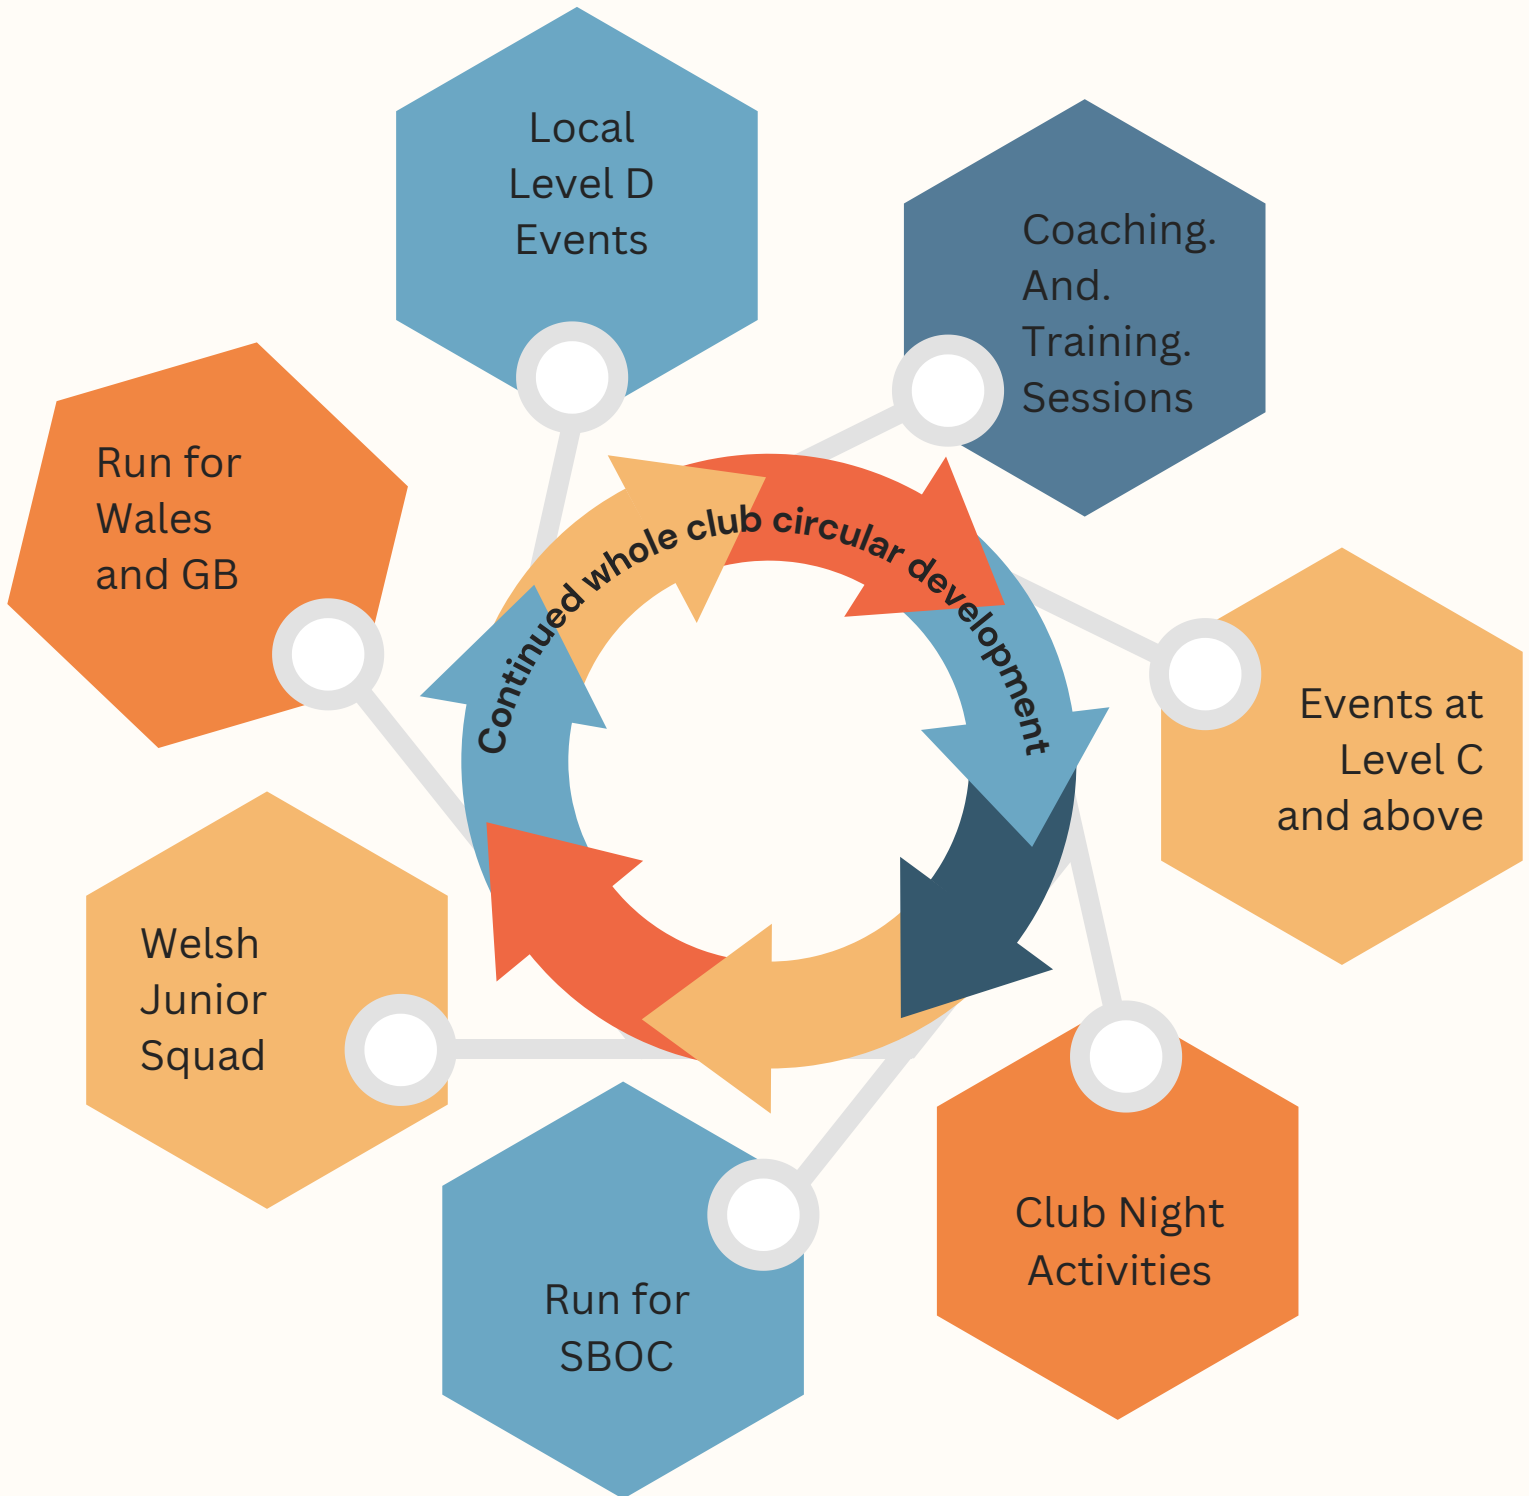 Local
Level D
Events
Coaching.
And.
Training.
Sessions
Run for
Wales
and GB
Continued whole club circular development
Events at
Level C
and above
Welsh
Junior
Squad
Club Night
Activities
Run for
SBOC